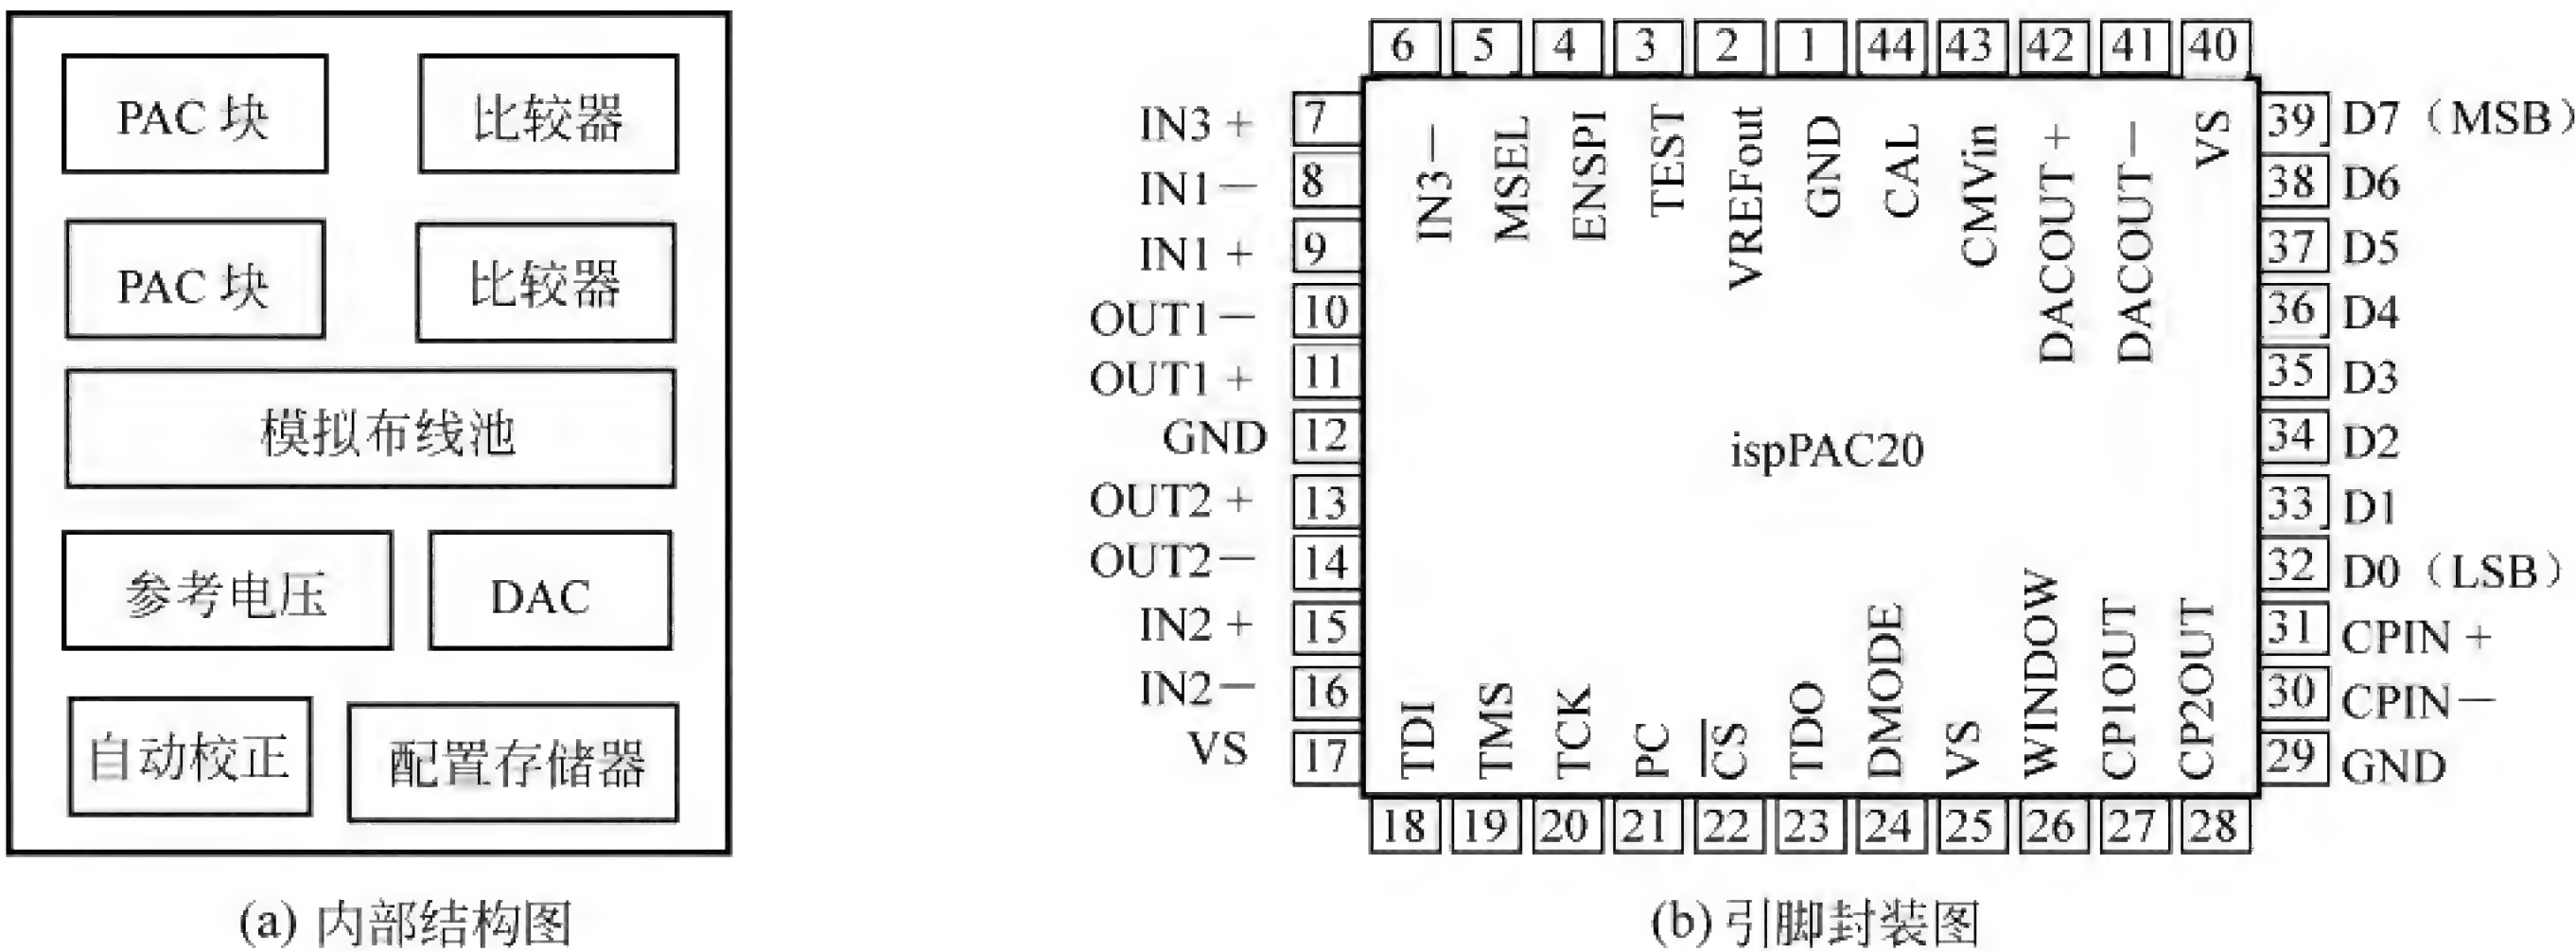 PAC 块
比较器
PAC 块
比较器
模拟布线池
参考电压
DAC
自动校正
配置存储器
(a) 内部结构图
6 5 4 3 2 1 44 43 42 41 40
IN3－ MSEL ENSPI TEST VREFout GND CAL CMVin DACOUT＋ DACOUT－ VS
IN3＋ 7
IN1－ 8
IN1＋ 9
OUT1－ 10
OUT1＋ 11
GND 12
OUT2＋ 13
OUT2－ 14
IN2＋ 15
IN2－ 16
VS 17
ispPAC20
39 D7（MSB）
38 D6
37 D5
36 D4
35 D3
34 D2
33 D1
32 D0（LSB）
31 CPIN＋
30 CPIN－
29 GND
TDI TMS TCK PC C̅S̅ TDO DMODE VS WINDOW CP1OUT CP2OUT
18 19 20 21 22 23 24 25 26 27 28
(b) 引脚封装图